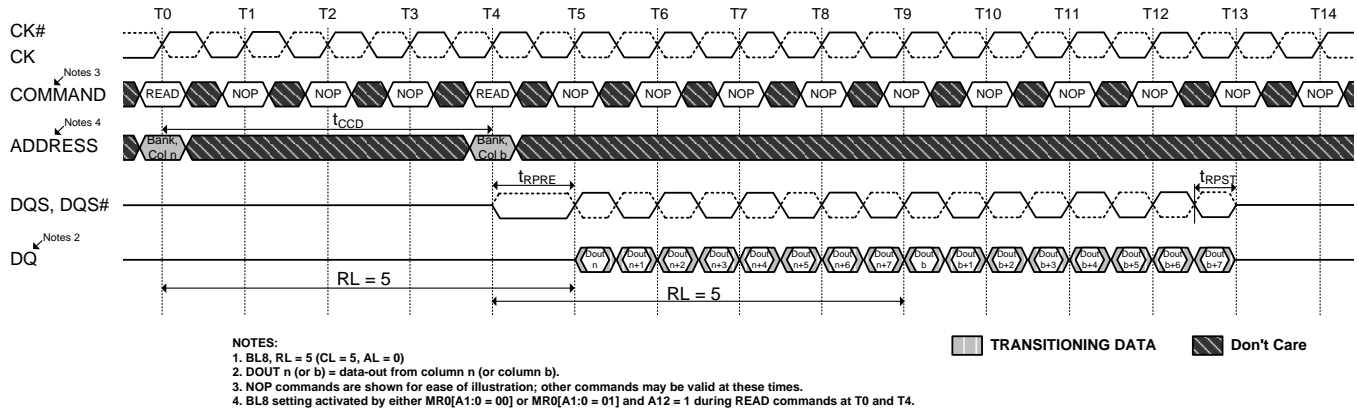 T0 T1 T2 T3 T4 T5 T6 T7 T8 T9 T10 T11 T12 T13 T14
CK#
CK
Notes 3
COMMAND READ NOP NOP NOP READ NOP NOP NOP NOP NOP NOP NOP NOP NOP NOP
Notes 4
tCCD
ADDRESS Bank, Col n Bank, Col b
tRPRE tRPST
DQS, DQS#
Notes 2
DQ Dout n Dout n+1 Dout n+2 Dout n+3 Dout n+4 Dout n+5 Dout n+6 Dout n+7 Dout b Dout b+1 Dout b+2 Dout b+3 Dout b+4 Dout b+5 Dout b+6 Dout b+7
RL = 5
RL = 5
NOTES:
1. BL8, RL = 5 (CL = 5, AL = 0)
2. DOUT n (or b) = data-out from column n (or column b).
3. NOP commands are shown for ease of illustration; other commands may be valid at these times.
4. BL8 setting activated by either MR0[A1:0 = 00] or MR0[A1:0 = 01] and A12 = 1 during READ commands at T0 and T4.
TRANSITIONING DATA
Don't Care